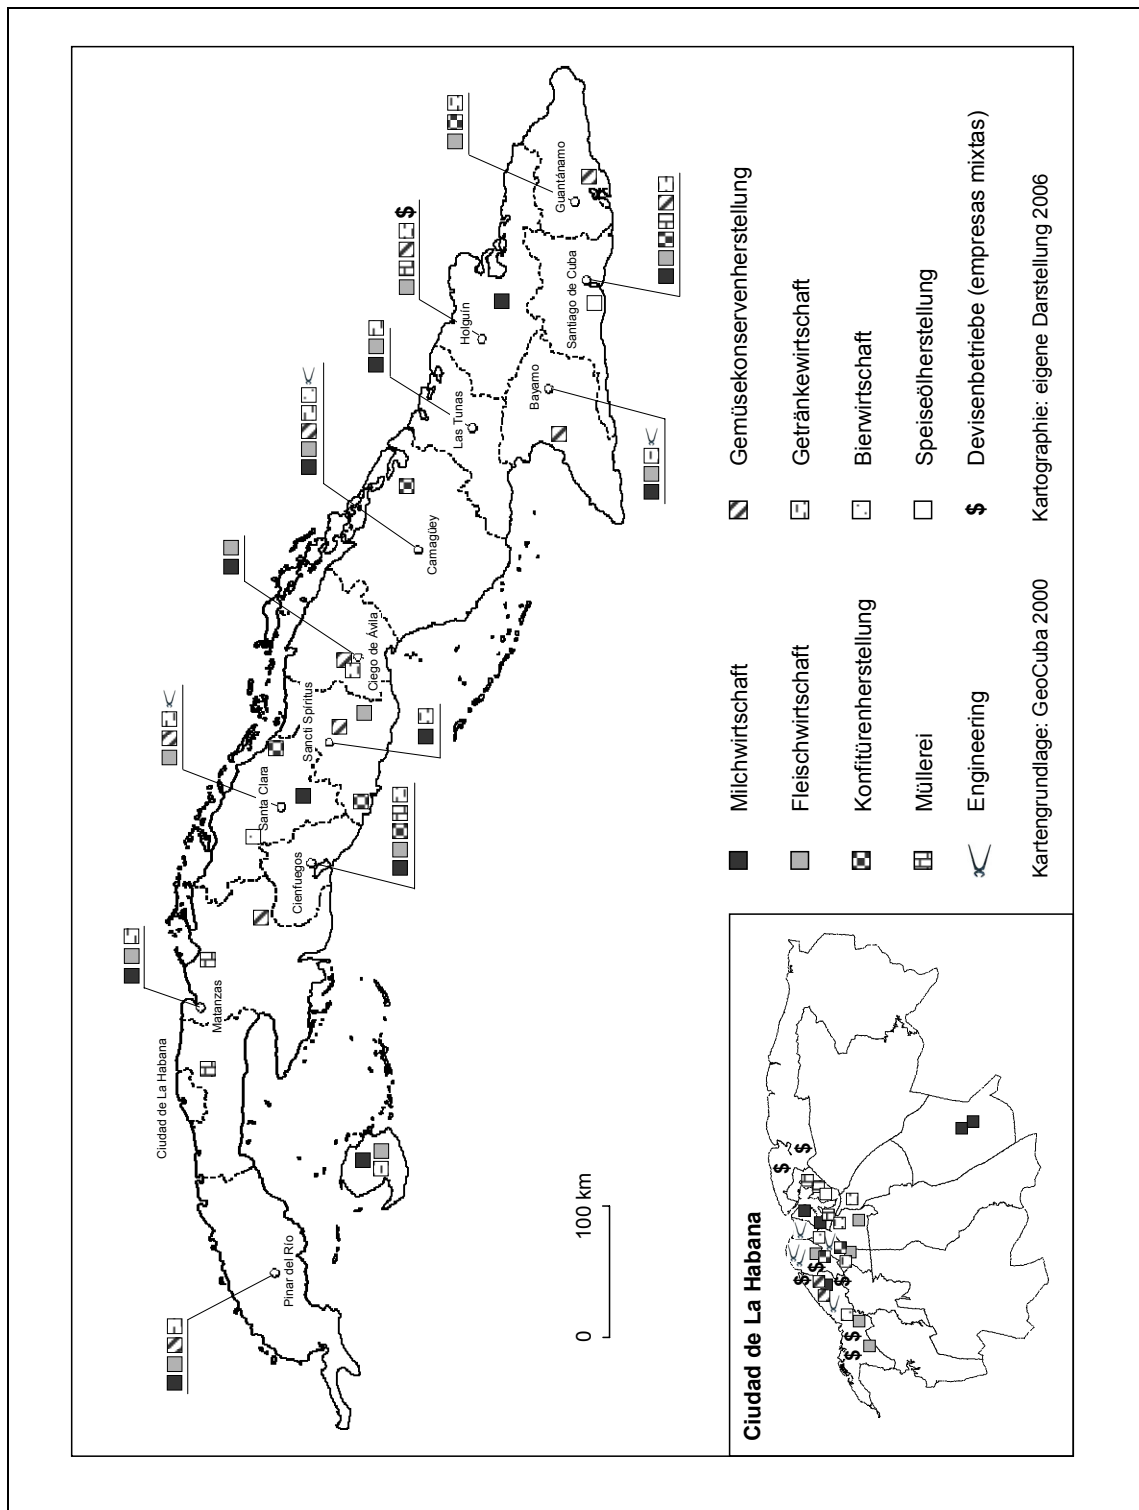 Ciudad de La Habana
Pinar del Río
Matanzas
Cienfuegos
Santa Clara
Sancti Spíritus
Ciego de Ávila
Camagüey
Las Tunas
Holguín
Bayamo
Santiago de Cuba
Guantánamo
$
0
100 km
Ciudad de La Habana
$ $
$ $ $
$ $
Milchwirtschaft
Fleischwirtschaft
Konfitürenherstellung
Müllerei
Engineering
Gemüsekonservenherstellung
Getränkewirtschaft
Bierwirtschaft
Speiseölherstellung
$ Devisenbetriebe (empresas mixtas)
Kartengrundlage: GeoCuba 2000
Kartographie: eigene Darstellung 2006